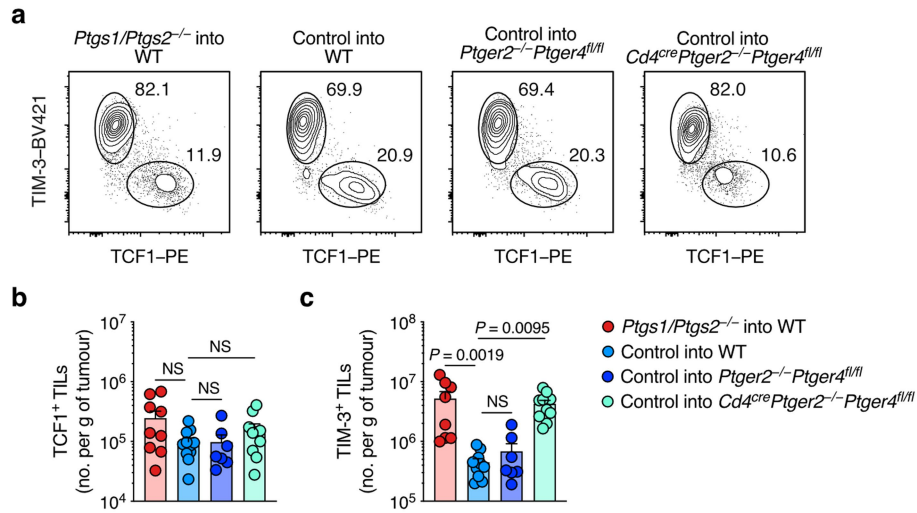 a
Ptgs1/Ptgs2–/– into
WT
Control into
WT
Control into
Ptger2–/–Ptger4fl/fl
Control into
Cd4crePtger2–/–Ptger4fl/fl
TIM-3–BV421
82.1
11.9
69.9
20.9
69.4
20.3
82.0
10.6
TCF1–PE
TCF1–PE
TCF1–PE
TCF1–PE
b
TCF1+ TILs
(no. per g of tumour)
107
106
105
104
NS
NS
NS
c
TIM-3+ TILs
(no. per g of tumour)
108
107
106
105
P = 0.0095
P = 0.0019
NS
Ptgs1/Ptgs2–/– into WT
Control into WT
Control into Ptger2–/–Ptger4fl/fl
Control into Cd4crePtger2–/–Ptger4fl/fl